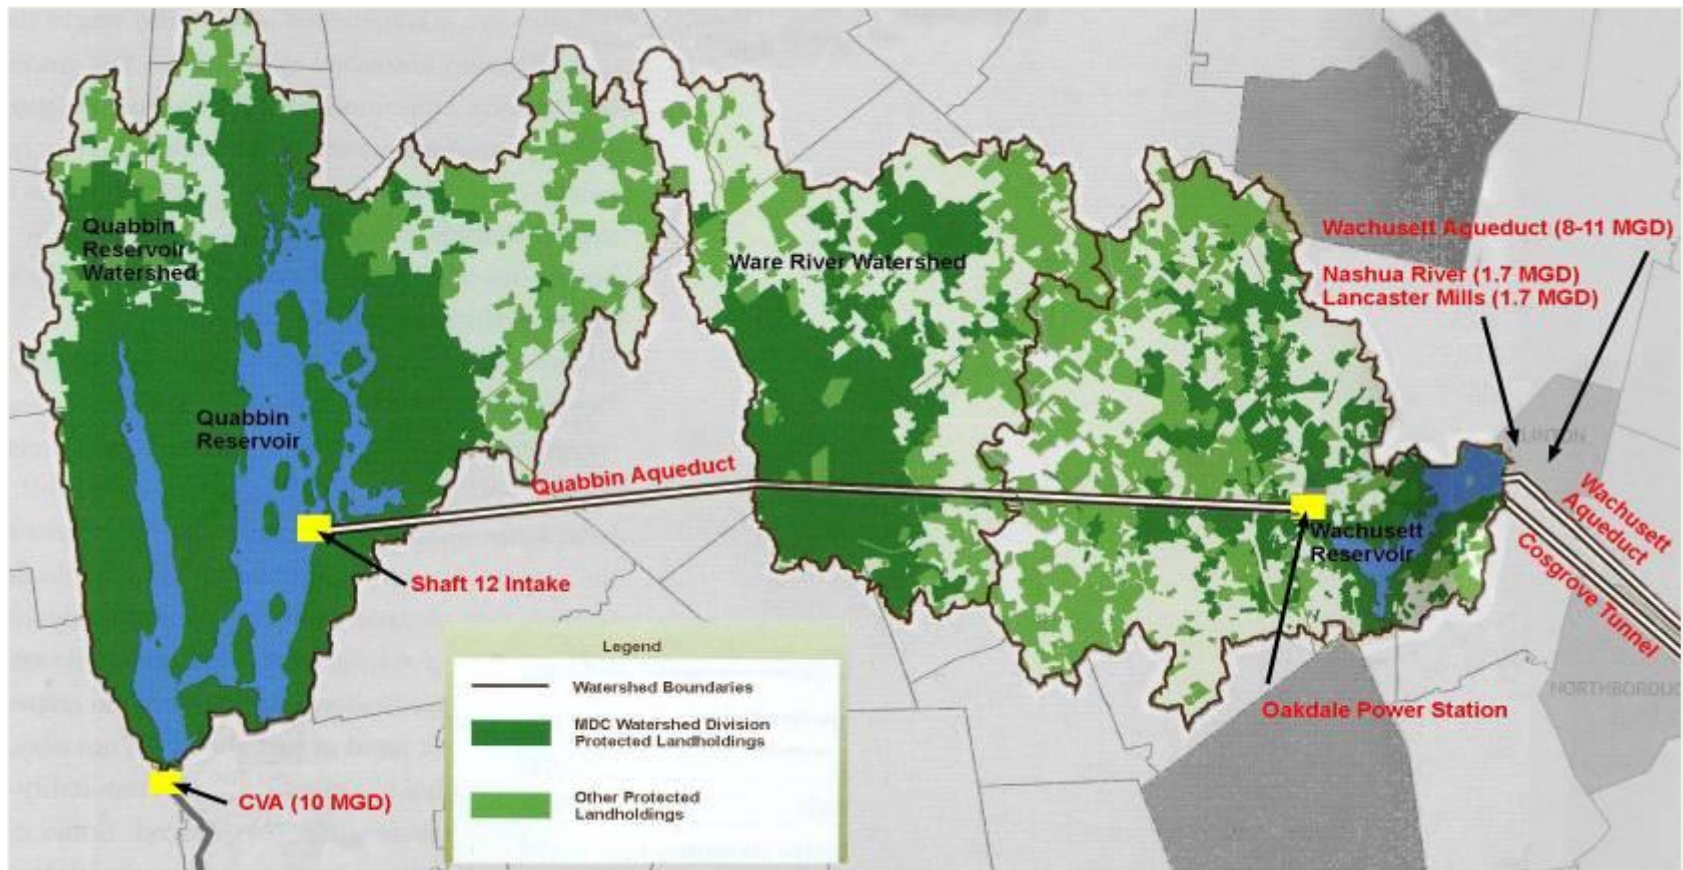 Quabbin
Reservoir
Watershed
Ware River Watershed
Wachusett Aqueduct (8-11 MGD)
Nashua River (1.7 MGD)
Lancaster Mills (1.7 MGD)
Quabbin
Reservoir
Quabbin Aqueduct
CLINTON
Wachusett
Aqueduct
Wachusett
Reservoir
Cosgrove Tunnel
Shaft 12 Intake
Oakdale Power Station
NORTHBOROUG
CVA (10 MGD)
Legend
Watershed Boundaries
MDC Watershed Division
Protected Landholdings
Other Protected
Landholdings